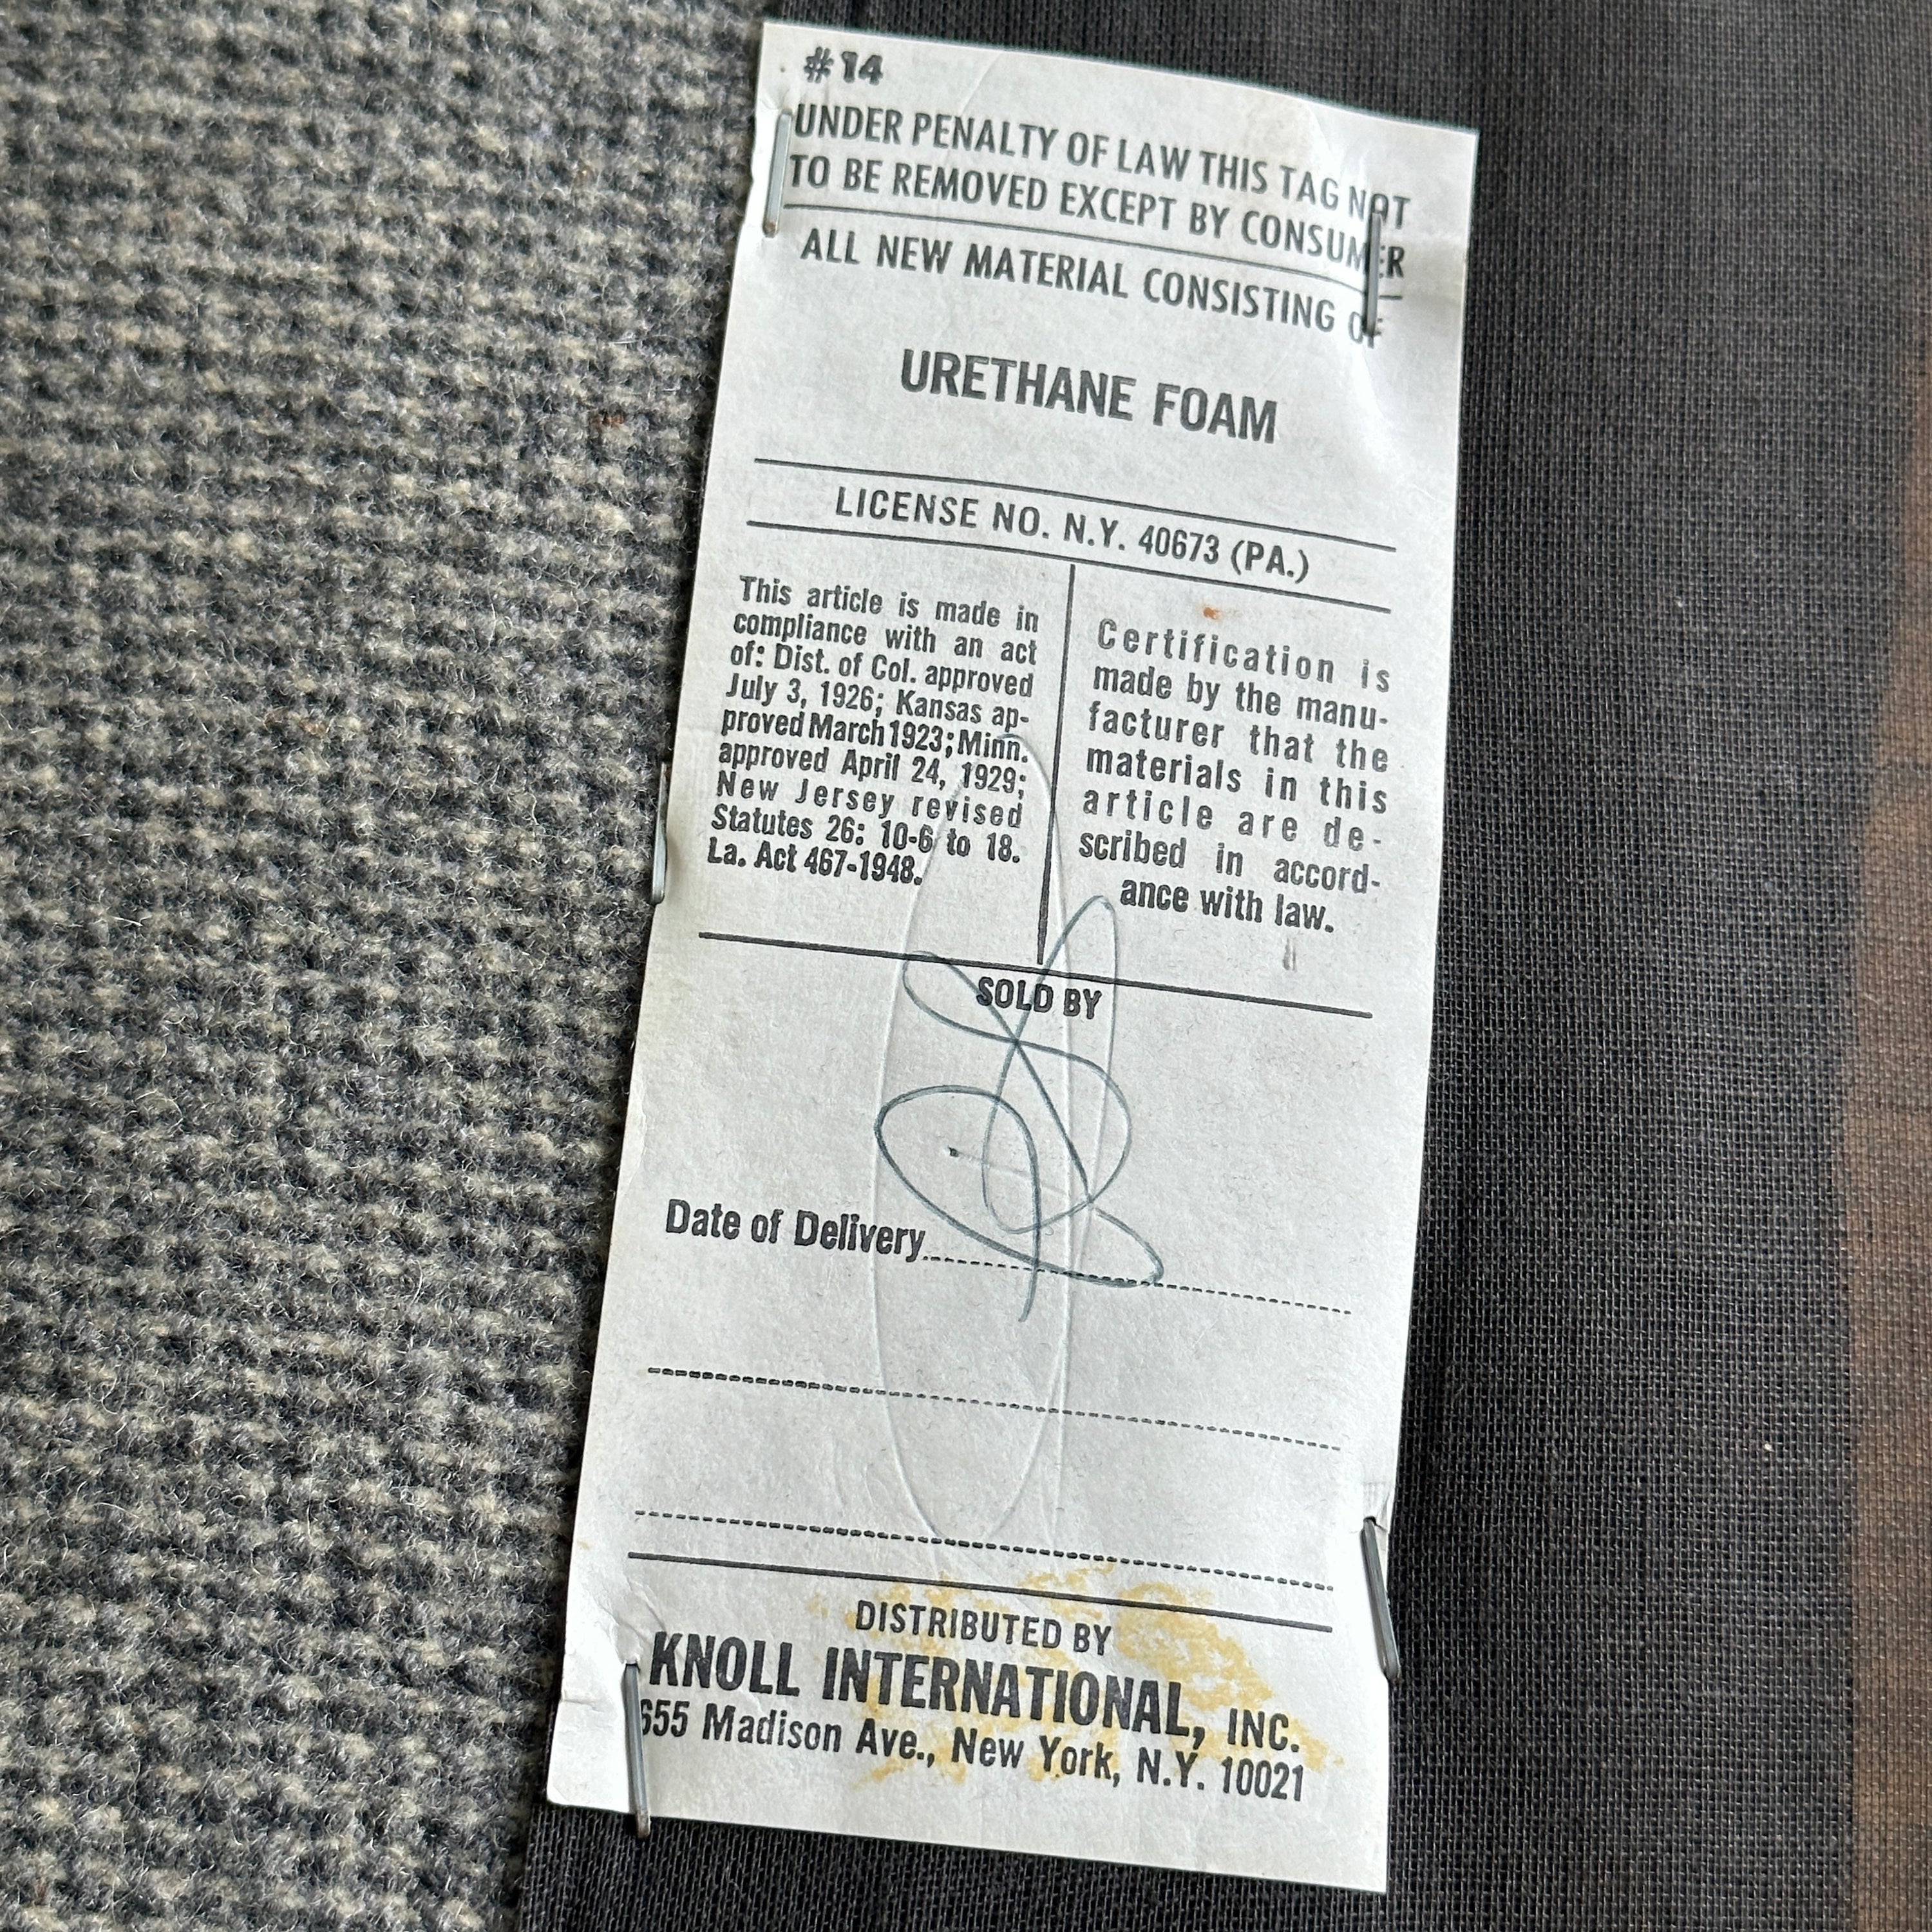 #14
UNDER PENALTY OF LAW THIS TAG NOT
TO BE REMOVED EXCEPT BY CONSUMER
ALL NEW MATERIAL CONSISTING OF
URETHANE FOAM
LICENSE NO. N.Y. 40673 (PA.)
This article is made in
compliance with an act
of: Dist. of Col. approved
July 3, 1926; Kansas ap-
proved March 1923; Minn.
approved April 24, 1929;
New Jersey revised
Statutes 26: 10-6 to 18.
La. Act 467-1948.
Certification is
made by the manu-
facturer that the
materials in this
article are de-
scribed in accord-
ance with law.
SOLD BY
Date of Delivery
DISTRIBUTED BY
KNOLL INTERNATIONAL, INC.
655 Madison Ave., New York, N.Y. 10021